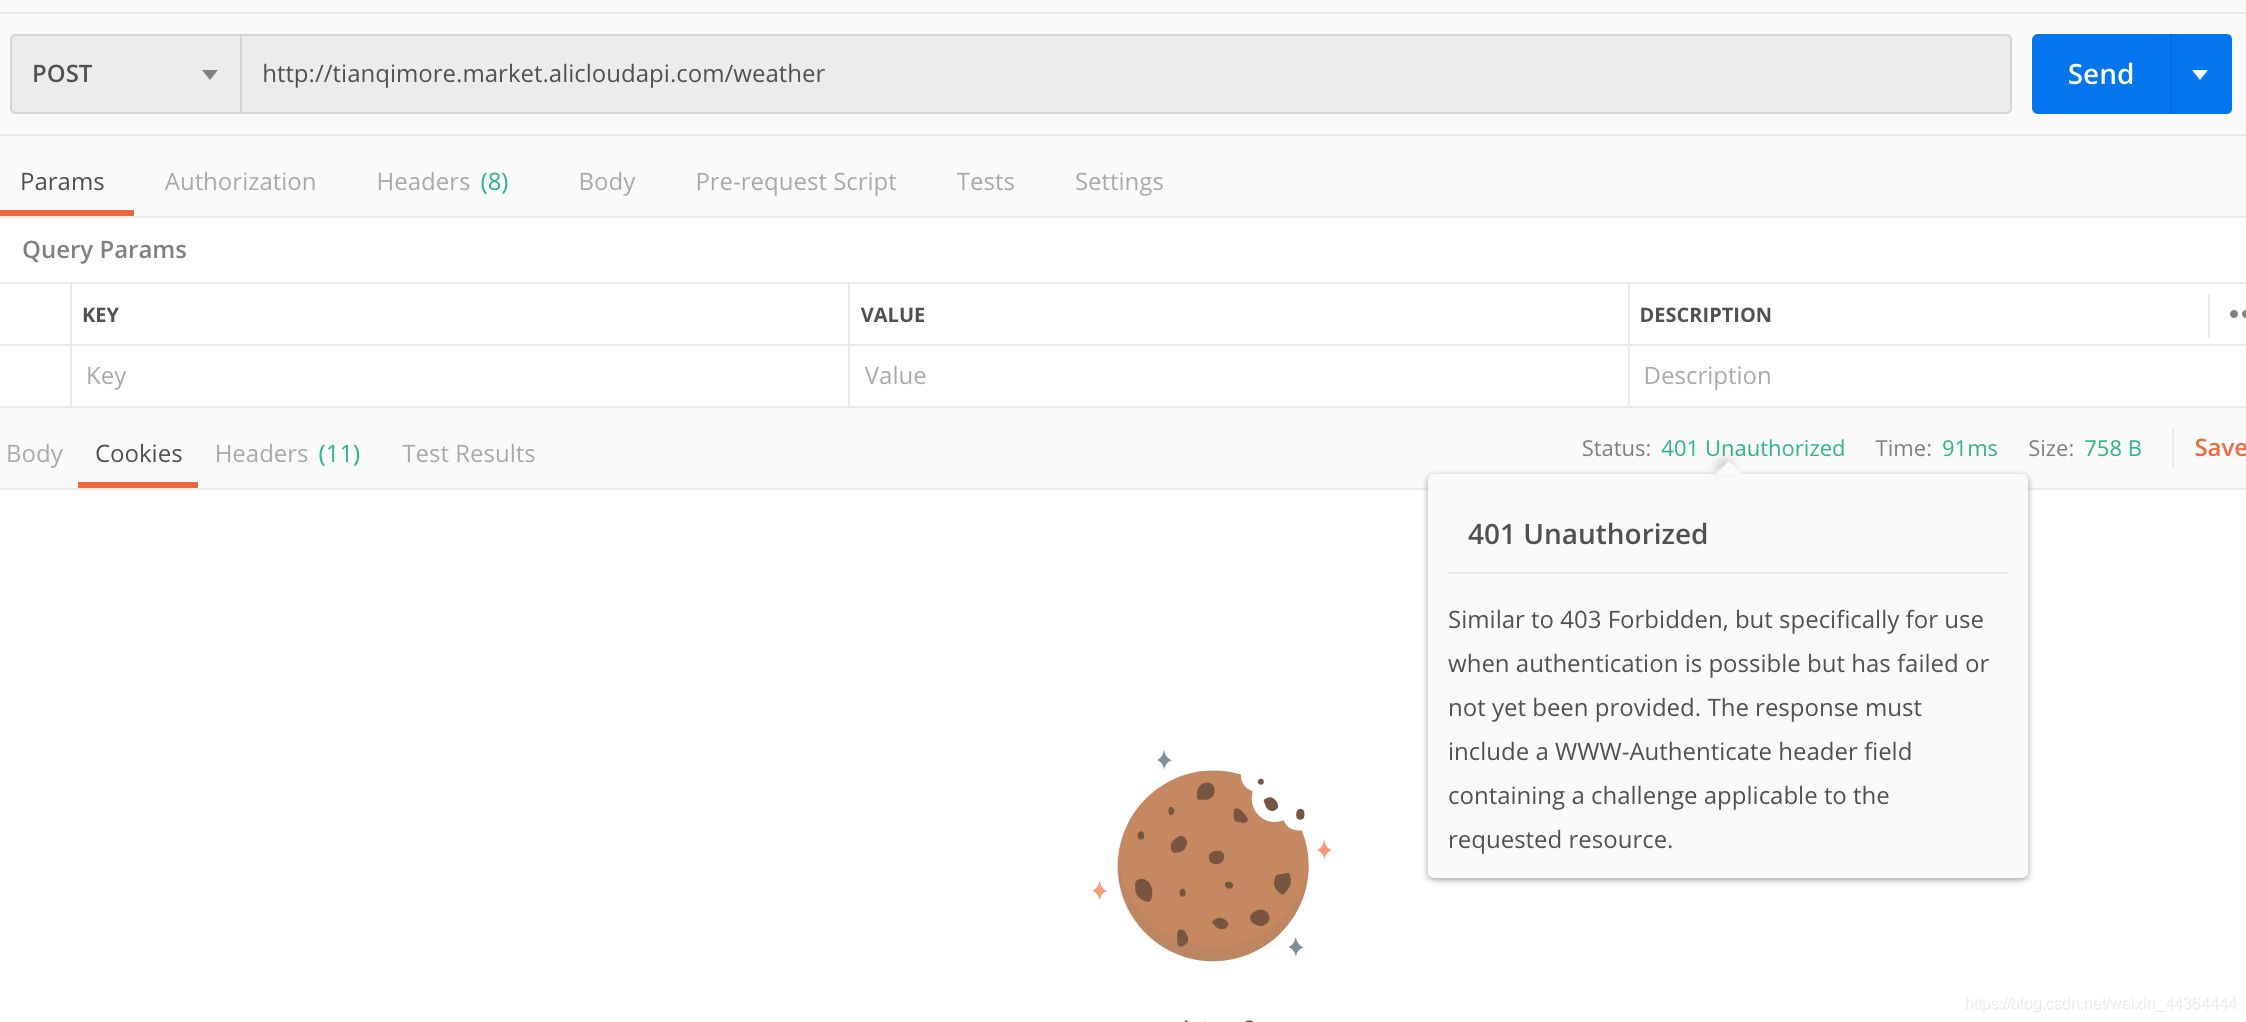 POST http://tianqimore.market.alicloudapi.com/weather Send
Params Authorization Headers (8) Body Pre-request Script Tests Settings
Query Params
KEY VALUE DESCRIPTION
Key Value Description
Body Cookies Headers (11) Test Results Status: 401 Unauthorized Time: 91ms Size: 758 B Save
401 Unauthorized
Similar to 403 Forbidden, but specifically for use
when authentication is possible but has failed or
not yet been provided. The response must
include a WWW-Authenticate header field
containing a challenge applicable to the
requested resource.
https://blog.csdn.net/weixin_44364444